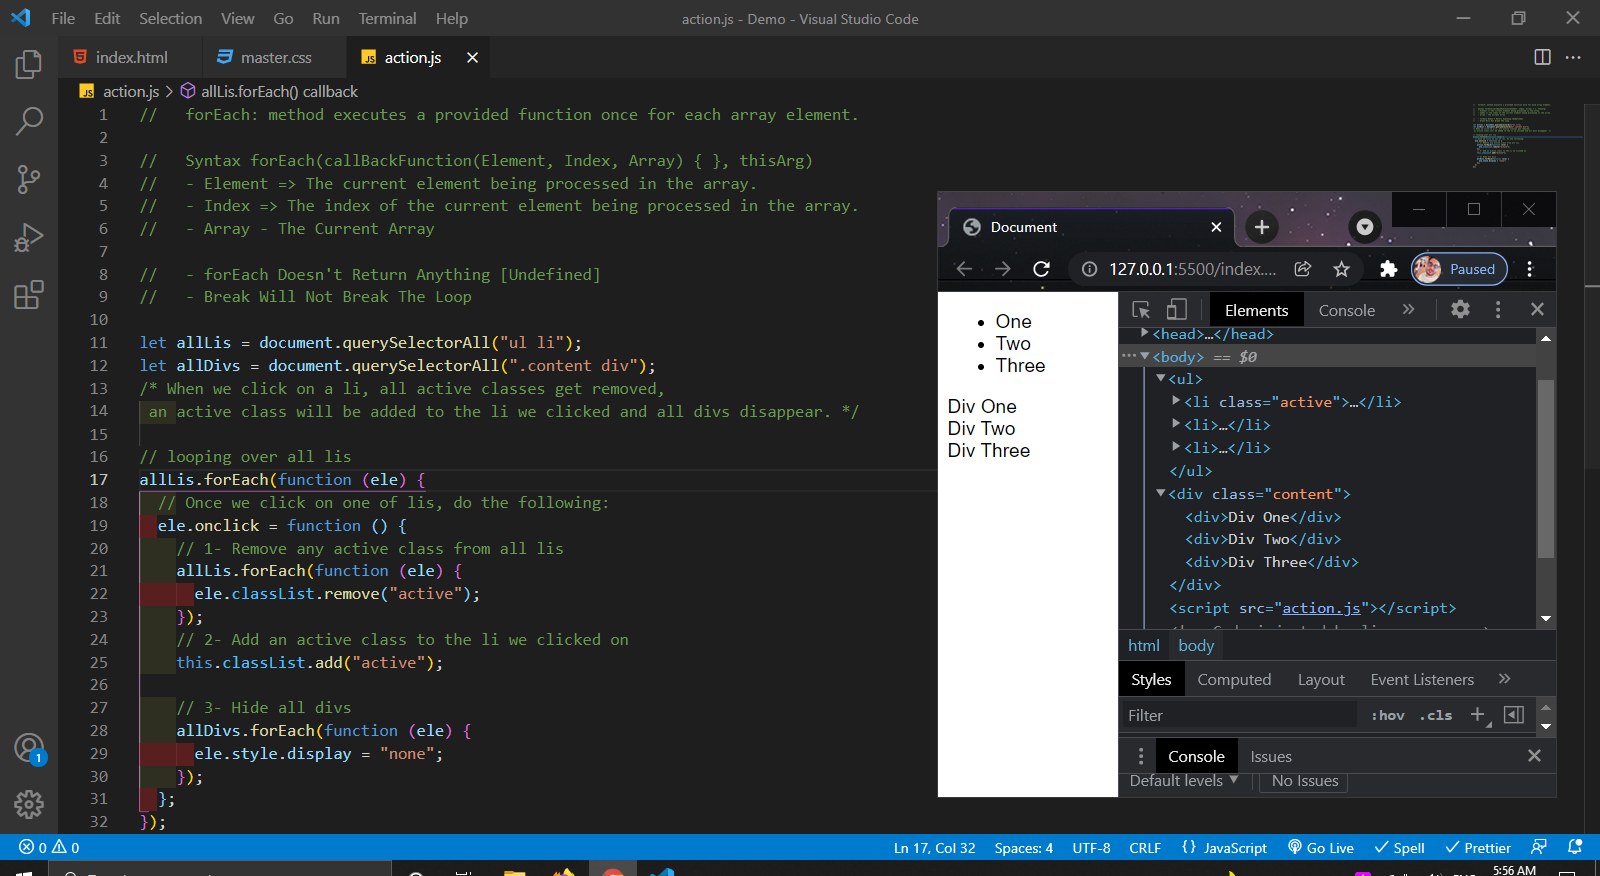 File Edit Selection View Go Run Terminal Help
action.js - Demo - Visual Studio Code
index.html
master.css
JS action.js
JS action.js > allLis.forEach() callback
1 //   forEach: method executes a provided function once for each array element.
2
3 //   Syntax forEach(callBackFunction(Element, Index, Array) { }, thisArg)
4 //   - Element => The current element being processed in the array.
5 //   - Index => The index of the current element being processed in the array.
6 //   - Array - The Current Array
7
8 //   - forEach Doesn't Return Anything [Undefined]
9 //   - Break Will Not Break The Loop
10
11 let allLis = document.querySelectorAll("ul li");
12 let allDivs = document.querySelectorAll(".content div");
13 /* When we click on a li, all active classes get removed,
14  an active class will be added to the li we clicked and all divs disappear. */
15
16 // looping over all lis
17 allLis.forEach(function (ele) {
18   // Once we click on one of lis, do the following:
19   ele.onclick = function () {
20     // 1- Remove any active class from all lis
21     allLis.forEach(function (ele) {
22       ele.classList.remove("active");
23     });
24     // 2- Add an active class to the li we clicked on
25     this.classList.add("active");
26
27     // 3- Hide all divs
28     allDivs.forEach(function (ele) {
29       ele.style.display = "none";
30     });
31   };
32 });
Document
127.0.0.1:5500/index....
Paused
• One
• Two
• Three
Div One
Div Two
Div Three
Elements Console »
<head>…</head>
<body> == $0
<ul>
<li class="active">…</li>
<li>…</li>
<li>…</li>
</ul>
<div class="content">
<div>Div One</div>
<div>Div Two</div>
<div>Div Three</div>
</div>
<script src="action.js"></script>
html body
Styles Computed Layout Event Listeners »
Filter :hov .cls
Console Issues
Default levels No Issues
1
0 0
Ln 17, Col 32 Spaces: 4 UTF-8 CRLF {} JavaScript Go Live Spell Prettier
5:56 AM